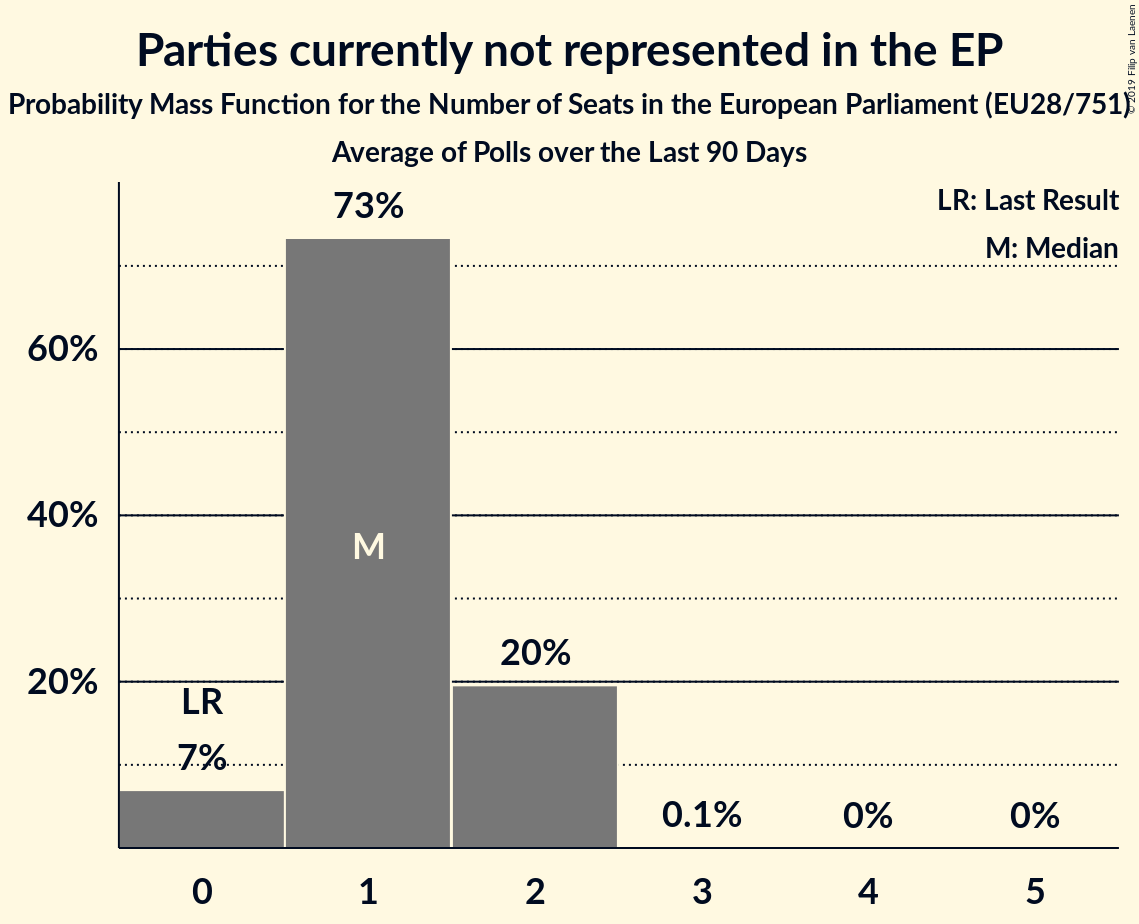 Parties currently not represented in the EP
Probability Mass Function for the Number of Seats in the European Parliament (EU28/751)
Average of Polls over the Last 90 Days
© 2019 Filip van Laenen
LR: Last Result
M: Median
73%
60%
40%
M
20%
20%
LR
7%
0.1%
0%
0%
0 1 2 3 4 5